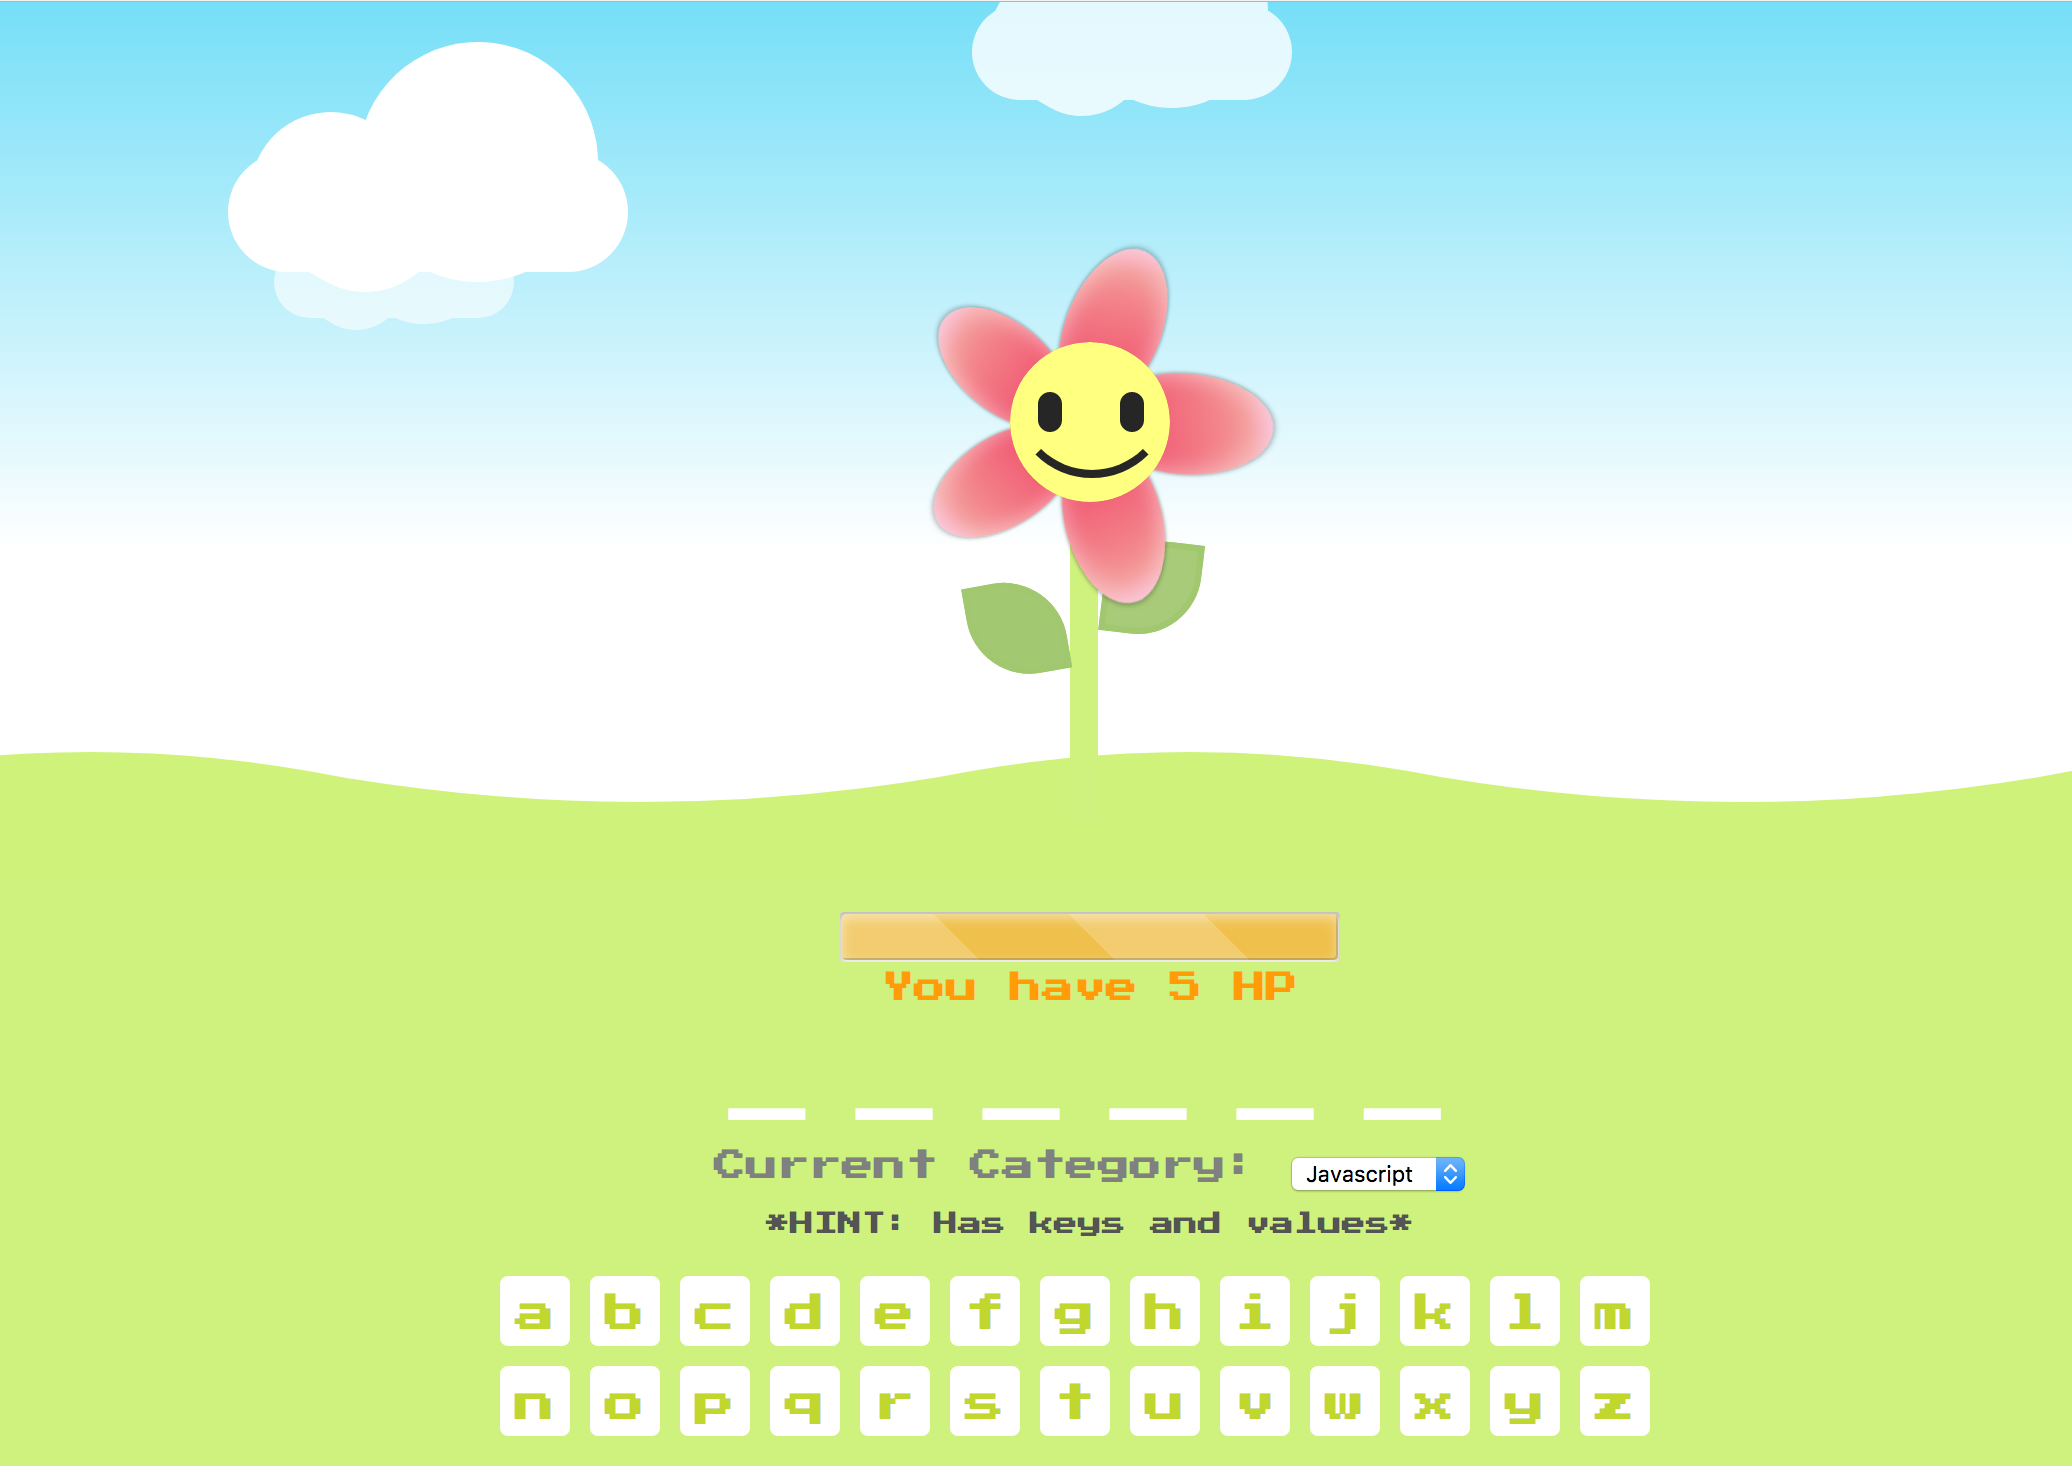 You have 5 HP
Current Category: Javascript
*HINT: Has keys and values*
a b c d e f g h i j k l m
n o p q r s t u v w x y z